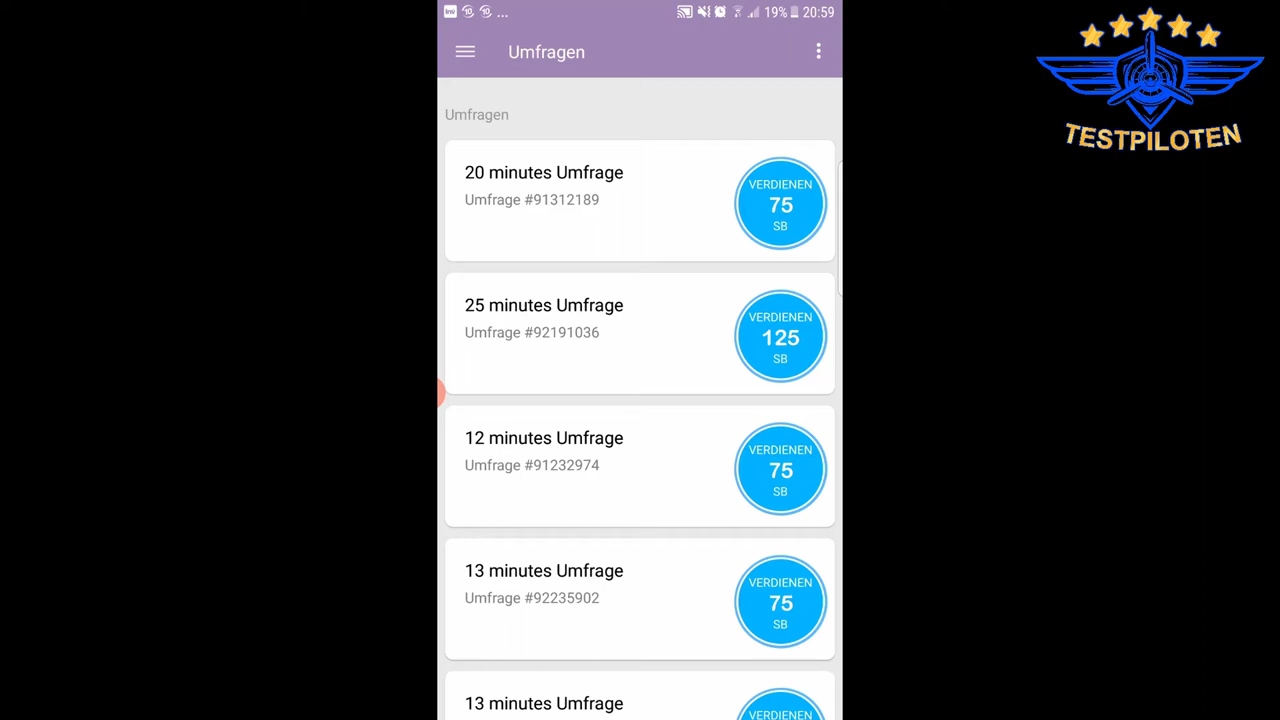 19% 20:59
Umfragen
TESTPILOTEN
Umfragen
20 minutes Umfrage
Umfrage #91312189
VERDIENEN
75
SB
25 minutes Umfrage
Umfrage #92191036
VERDIENEN
125
SB
12 minutes Umfrage
Umfrage #91232974
VERDIENEN
75
SB
13 minutes Umfrage
Umfrage #92235902
VERDIENEN
75
SB
13 minutes Umfrage
VERDIENEN